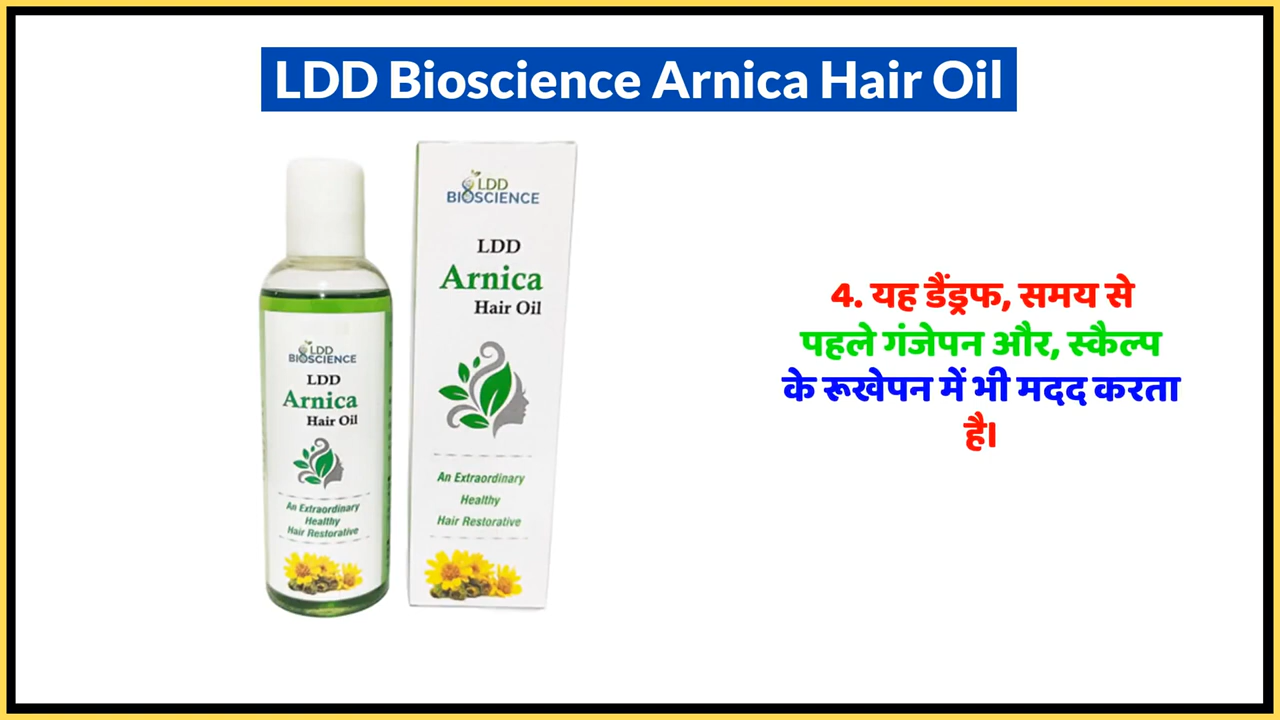 LDD Bioscience Arnica Hair Oil
LDD
BIOSCIENCE
LDD
Arnica
Hair Oil
An Extraordinary
Healthy
Hair Restorative
LDD
BIOSCIENCE
LDD
Arnica
Hair Oil
An Extraordinary
Healthy
Hair Restorative
4. यह डैंड्रफ, समय से
पहले गंजेपन और, स्कैल्प
के रूखेपन में भी मदद करता
है।